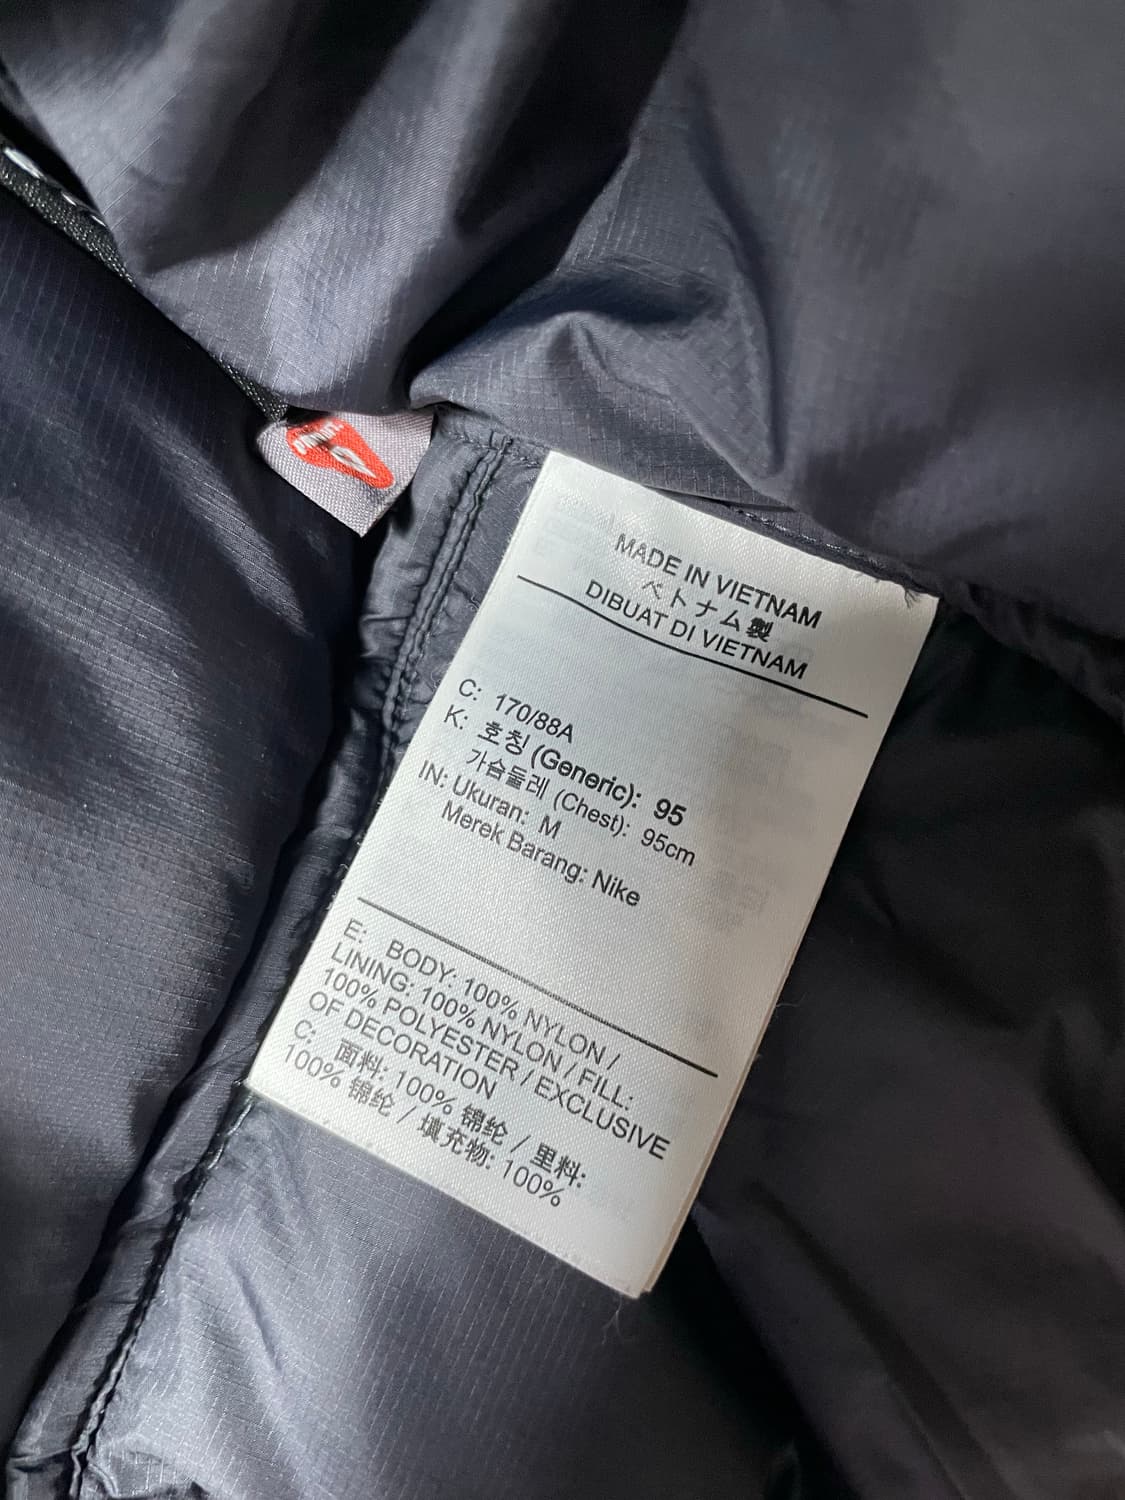 MADE IN VIETNAM
ベトナム製
DIBUAT DI VIETNAM
C: 170/88A
K: 호칭 (Generic): 95
가슴둘레 (Chest): 95cm
IN: Ukuran: M
Merek Barang: Nike
E: BODY: 100% NYLON /
LINING: 100% NYLON / FILL:
100% POLYESTER / EXCLUSIVE
OF DECORATION
C: 面料: 100% 锦纶 / 里料:
100% 锦纶 / 填充物: 100%